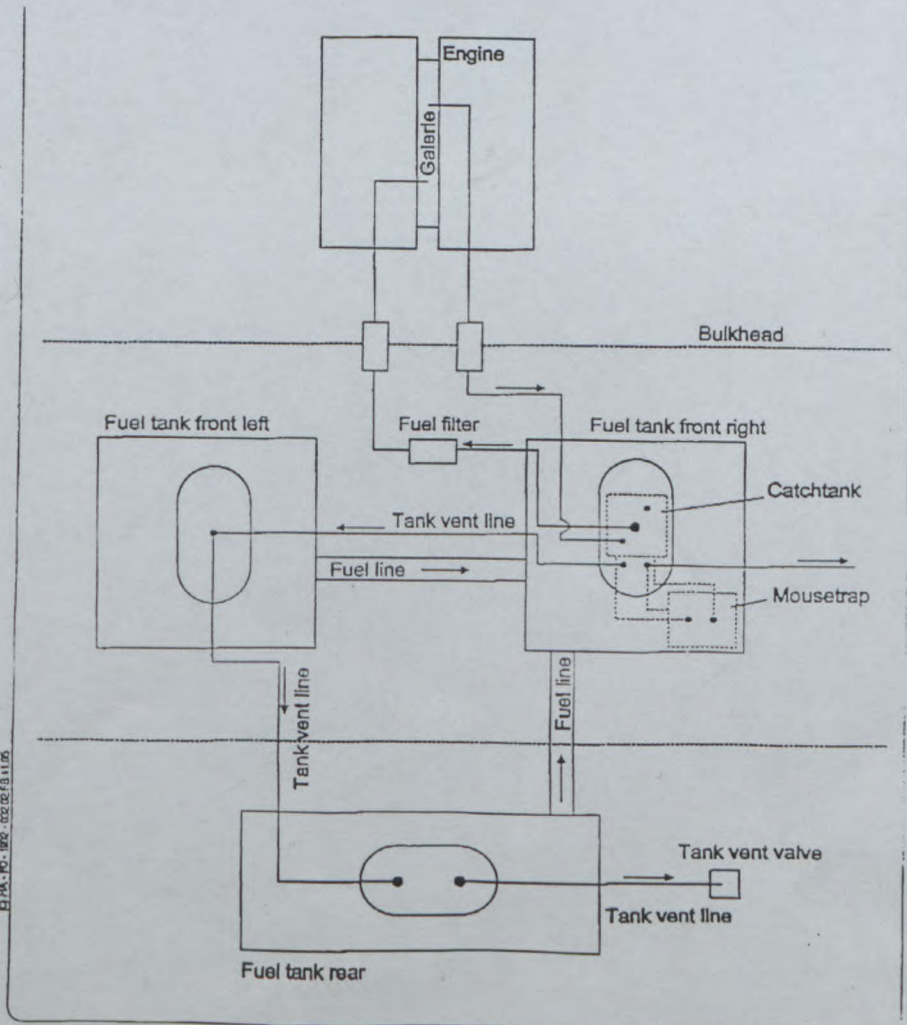 Engine
Galerie
Bulkhead
Fuel tank front left
Fuel filter
Fuel tank front right
Catchtank
Tank vent line
Fuel line
Mousetrap
Fuel line
Tank vent line
Tank vent valve
Tank vent line
Fuel tank rear